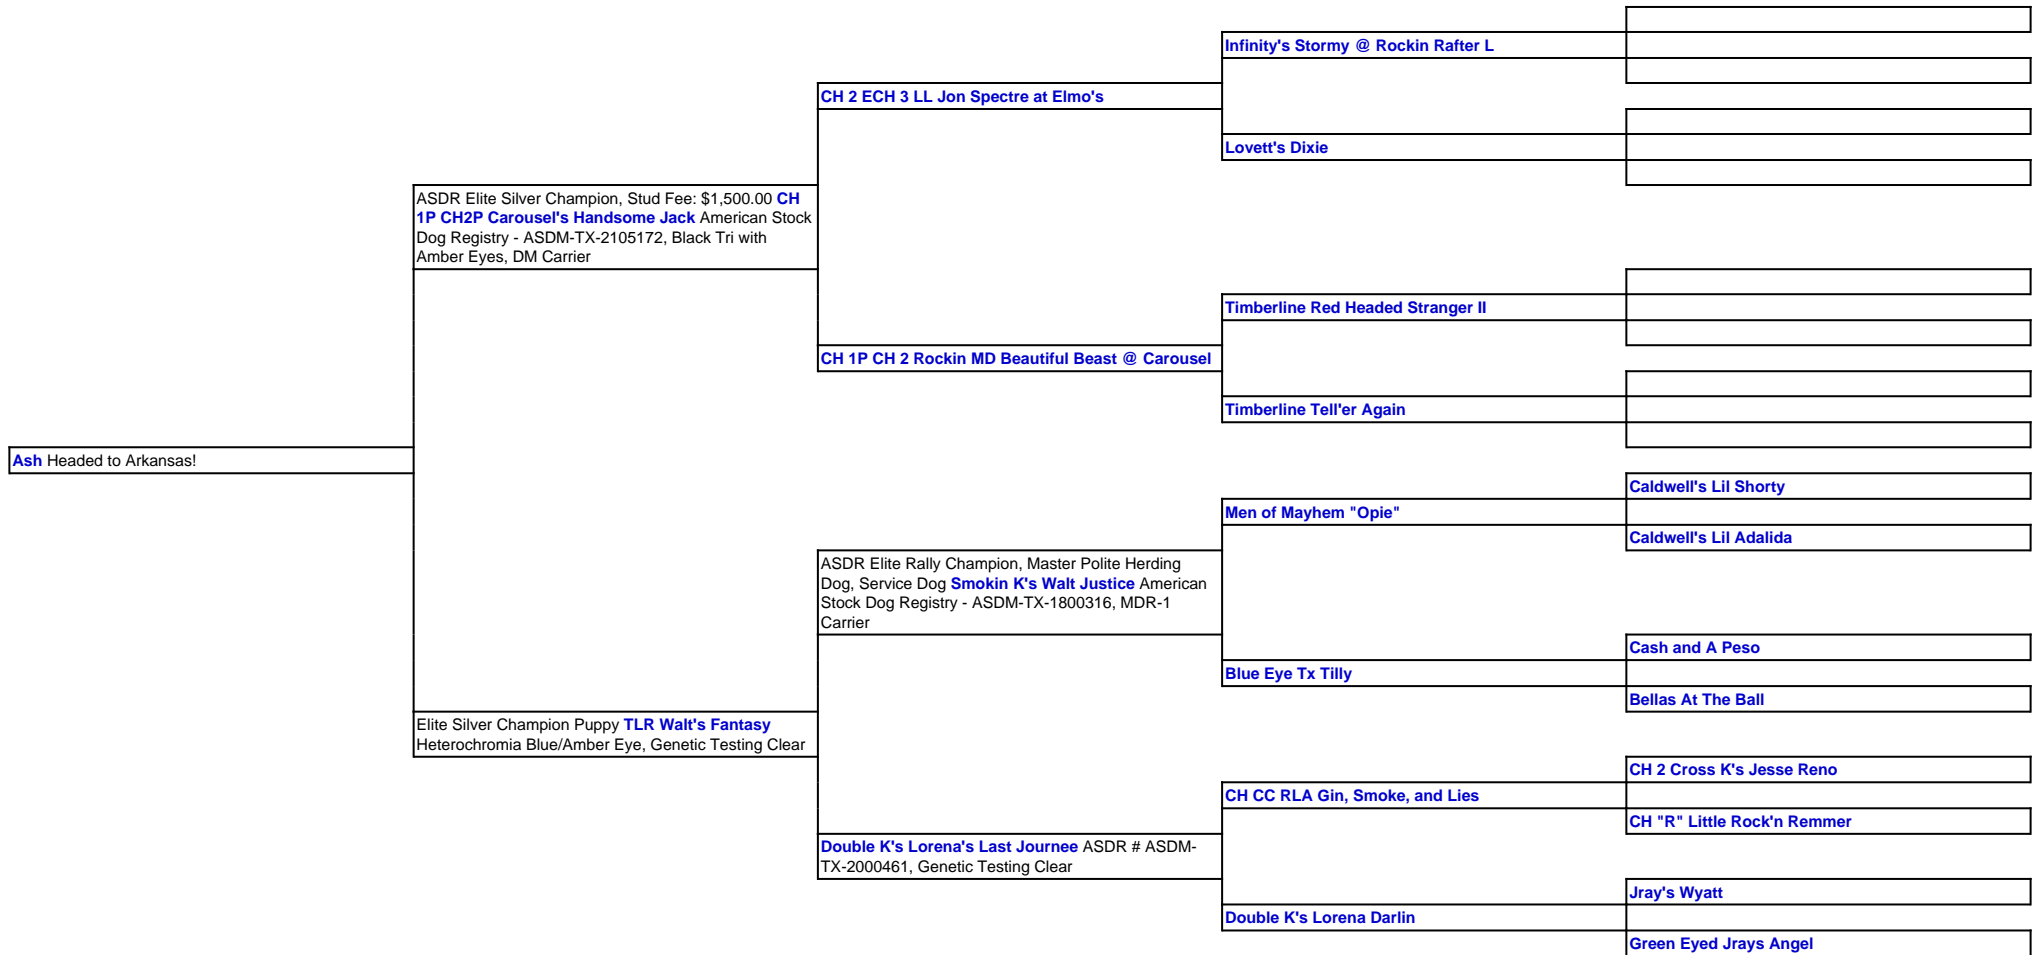 Infinity's Stormy @ Rockin Rafter L
CH 2 ECH 3 LL Jon Spectre at Elmo's
Lovett's Dixie
ASDR Elite Silver Champion, Stud Fee: $1,500.00 CH
1P CH2P Carousel's Handsome Jack American Stock
Dog Registry - ASDM-TX-2105172, Black Tri with
Amber Eyes, DM Carrier
Timberline Red Headed Stranger II
CH 1P CH 2 Rockin MD Beautiful Beast @ Carousel
Timberline Tell'er Again
Ash Headed to Arkansas!
Caldwell's Lil Shorty
Men of Mayhem "Opie"
Caldwell's Lil Adalida
ASDR Elite Rally Champion, Master Polite Herding
Dog, Service Dog Smokin K's Walt Justice American
Stock Dog Registry - ASDM-TX-1800316, MDR-1
Carrier
Cash and A Peso
Blue Eye Tx Tilly
Bellas At The Ball
Elite Silver Champion Puppy TLR Walt's Fantasy
Heterochromia Blue/Amber Eye, Genetic Testing Clear
CH 2 Cross K's Jesse Reno
CH CC RLA Gin, Smoke, and Lies
CH "R" Little Rock'n Remmer
Double K's Lorena's Last Journee ASDR # ASDM-
TX-2000461, Genetic Testing Clear
Jray's Wyatt
Double K's Lorena Darlin
Green Eyed Jrays Angel